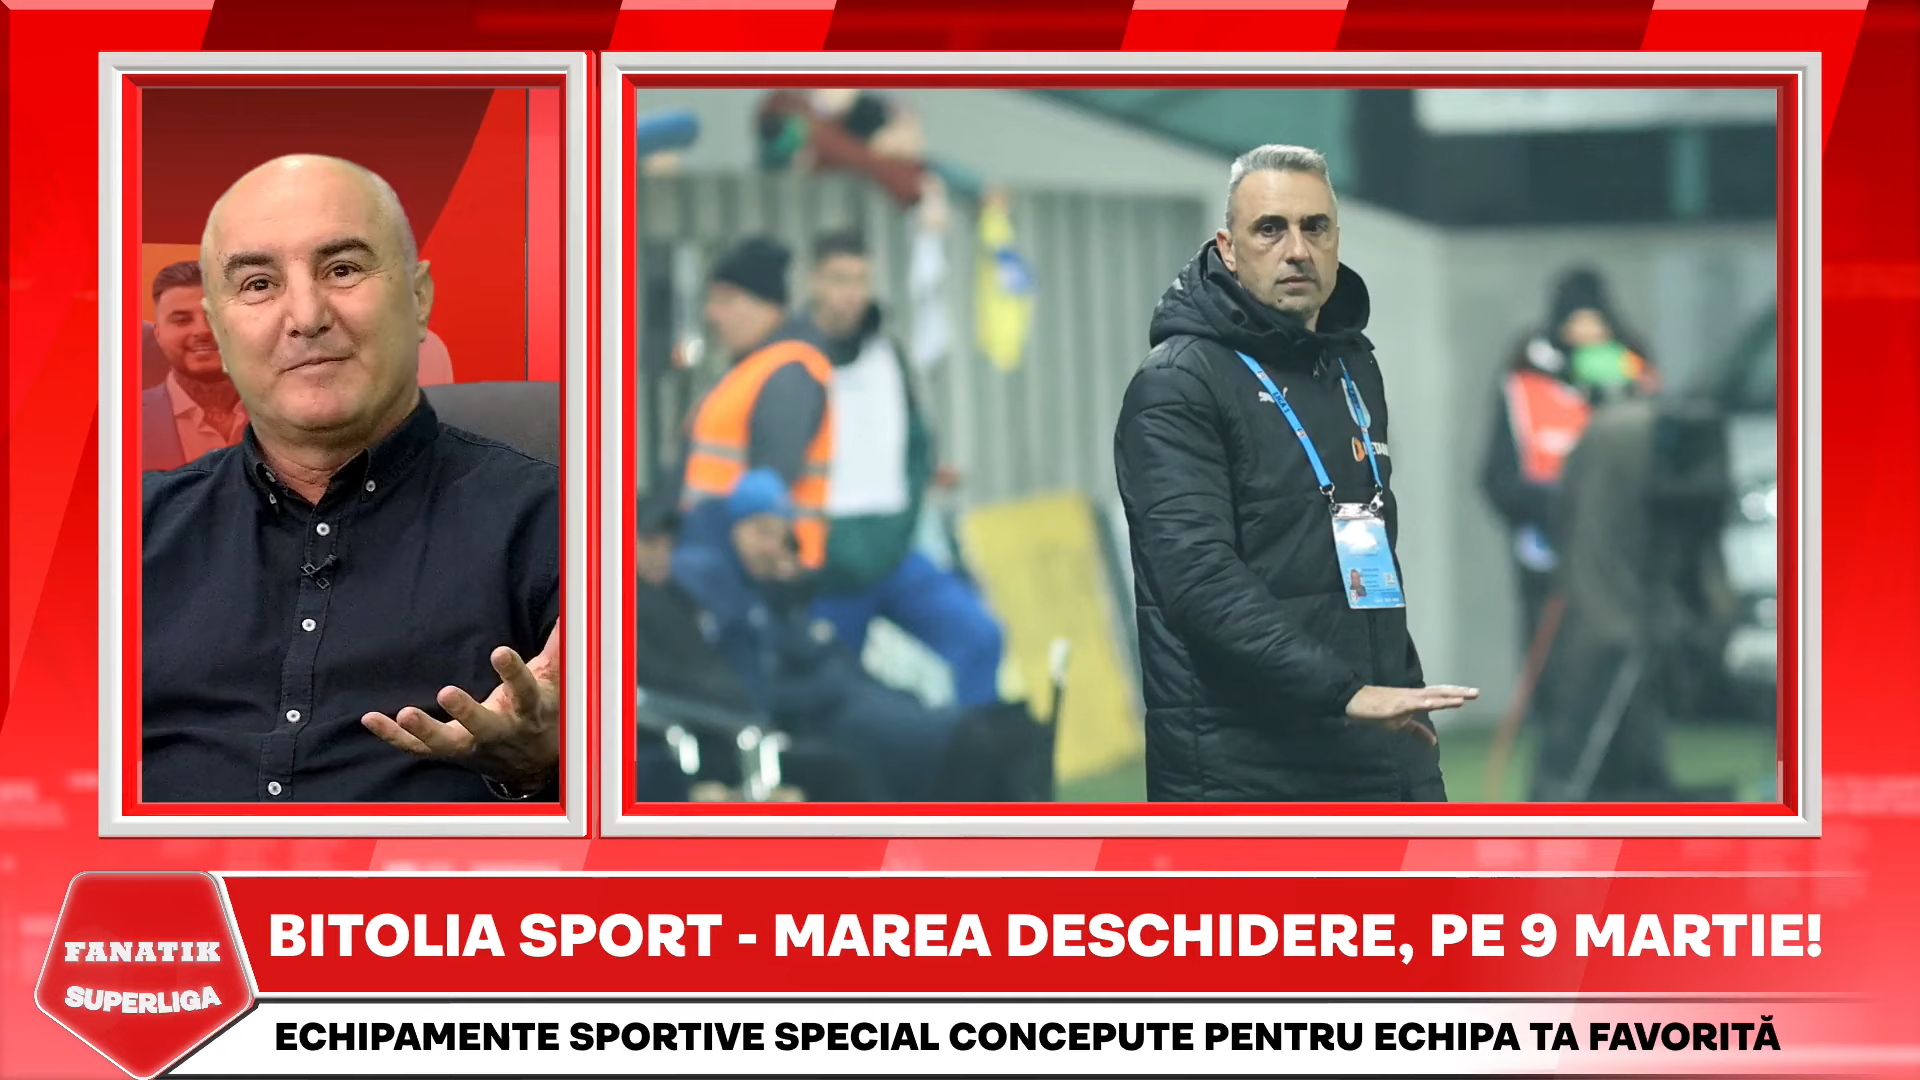 BITOLIA SPORT - MAREA DESCHIDERE, PE 9 MARTIE!
FANATIK
SUPERLIGA
ECHIPAMENTE SPORTIVE SPECIAL CONCEPUTE PENTRU ECHIPA TA FAVORITĂ